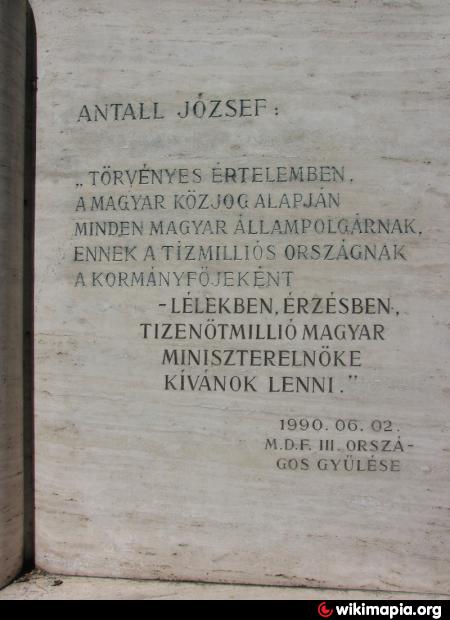 ANTALL JÓZSEF:
„TÖRVÉNYES ÉRTELEMBEN,
A MAGYAR KÖZJOG ALAPJÁN
MINDEN MAGYAR ÁLLAMPOLGÁRNAK,
ENNEK A TÍZMILLIÓS ORSZÁGNAK
A KORMÁNYFŐJEKÉNT
-LÉLEKBEN, ÉRZÉSBEN,
TIZENÖTMILLIÓ MAGYAR
MINISZTERELNÖKE
KÍVÁNOK LENNI."
1990. 06. 02.
M.D.F. III. ORSZÁ-
GOS GYŰLÉSE
wikimapia.org